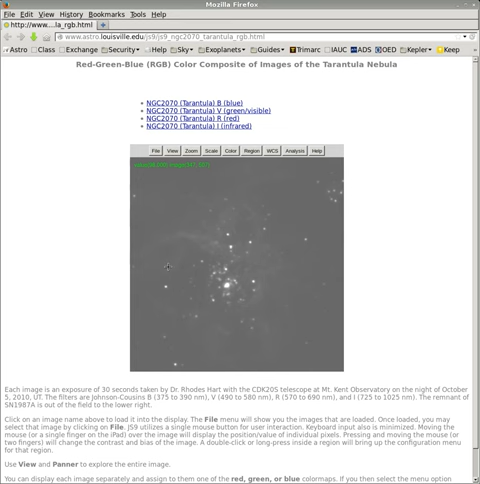 Mozilla Firefox
File Edit View History Bookmarks Tools Help
http://www....la_rgb.html
www.astro.louisville.edu/js9/js9_ngc2070_tarantula_rgb.html
Astro Class Exchange Security Help Sky Exoplanets Guides Trimarc IAUC ADS OED Kepler Keep
Red-Green-Blue (RGB) Color Composite of Images of the Tarantula Nebula
NGC2070 (Tarantula) B (blue)
NGC2070 (Tarantula) V (green/visible)
NGC2070 (Tarantula) R (red)
NGC2070 (Tarantula) I (infrared)
File View Zoom Scale Color Region WCS Analysis Help
Each image is an exposure of 30 seconds taken by Dr. Rhodes Hart with the CDK20S telescope at Mt. Kent Observatory on the night of October
5, 2010, UT. The filters are Johnson-Cousins B (375 to 390 nm), V (490 to 580 nm), R (570 to 690 nm), and I (725 to 1025 nm). The remnant of
SN1987A is out of the field to the lower right.
Click on an image name above to load it into the display. The File menu will show you the images that are loaded. Once loaded, you may
select that image by clicking on File. JS9 utilizes a single mouse button for user interaction. Keyboard input also is minimized. Moving the
mouse (or a single finger on the iPad) over the image will display the position/value of individual pixels. Pressing and moving the mouse (or
two fingers) will change the contrast and bias of the image. A double-click or long-press inside a region will bring up the configuration menu
for that region.
Use View and Panner to explore the entire image.
You can display each image separately and assign to them one of the red, green, or blue colormaps. If you then select the menu option